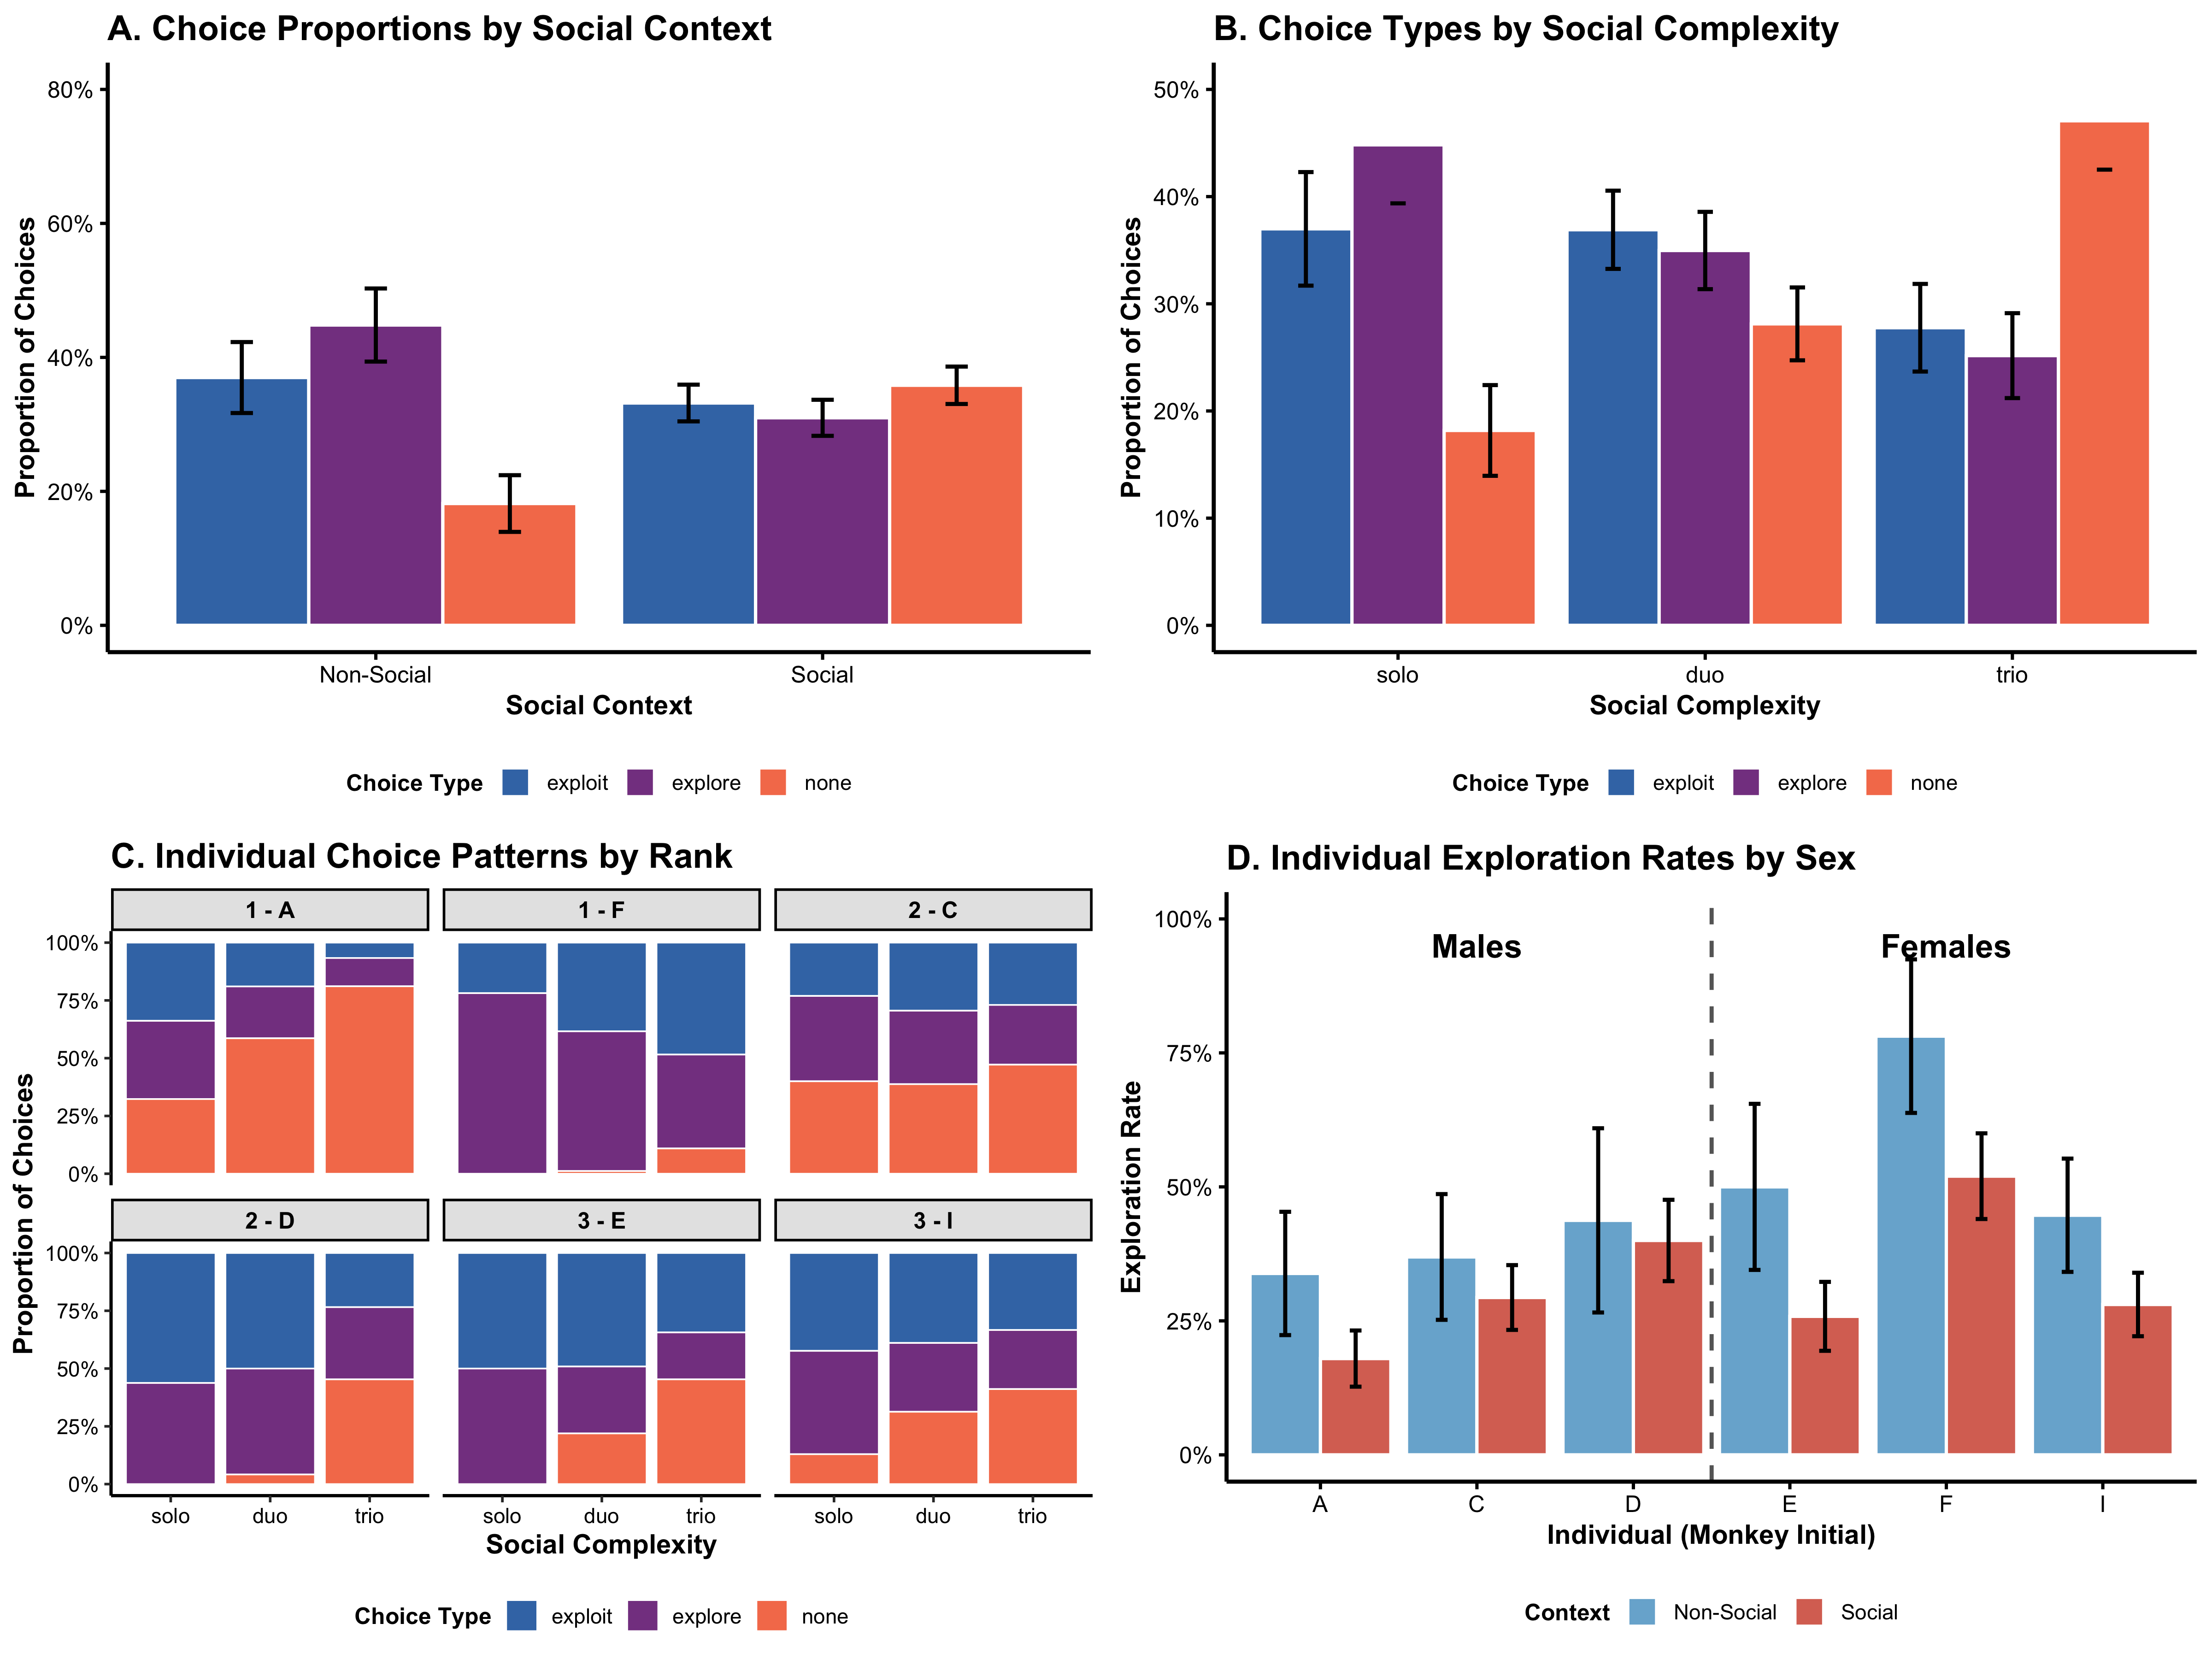 A. Choice Proportions by Social Context
80%
60%
40%
20%
0%
Proportion of Choices
Non-Social
Social
Social Context
Choice Type
exploit
explore
none
B. Choice Types by Social Complexity
50%
40%
30%
20%
10%
0%
Proportion of Choices
solo
duo
trio
Social Complexity
Choice Type
exploit
explore
none
C. Individual Choice Patterns by Rank
1 - A
1 - F
2 - C
100%
75%
50%
25%
0%
2 - D
3 - E
3 - I
100%
75%
50%
25%
0%
Proportion of Choices
solo
duo
trio
solo
duo
trio
solo
duo
trio
Social Complexity
Choice Type
exploit
explore
none
D. Individual Exploration Rates by Sex
100%
75%
50%
25%
0%
Exploration Rate
Males
Females
A
C
D
E
F
I
Individual (Monkey Initial)
Context
Non-Social
Social